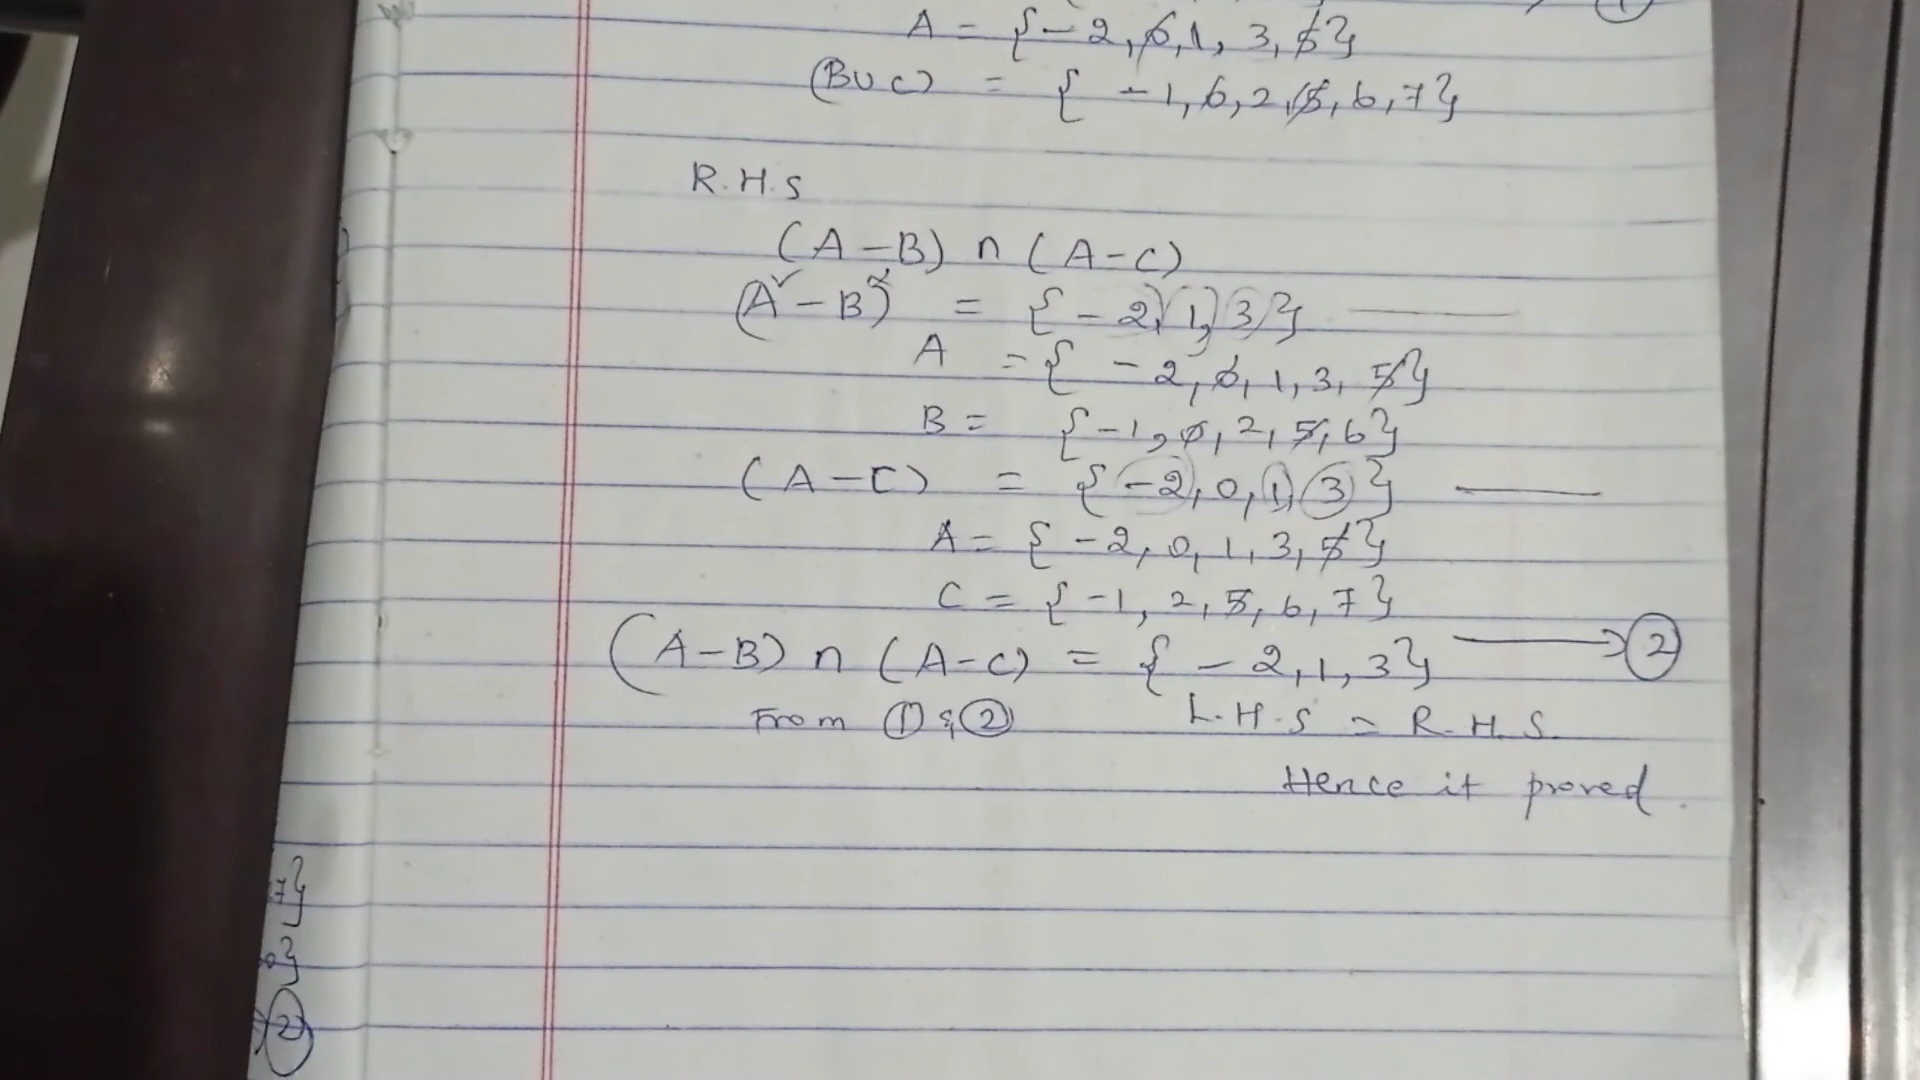 A = {-2, 0, 1, 3, 5}
(B∪C) = { -1, 0, 2, 5, 6, 7}
R.H.S
(A-B) ∩ (A-C)
(A-B) = {-2, 1, 3}
A = { -2, 0, 1, 3, 5}
B = {-1, 0, 2, 5, 6}
(A-C) = {-2, 0, 1, 3}
A = {-2, 0, 1, 3, 5}
C = {-1, 2, 5, 6, 7}
(A-B) ∩ (A-C) = { -2, 1, 3} → ②
From ① & ② L.H.S = R.H.S.
Hence it proved.
7}
}
②